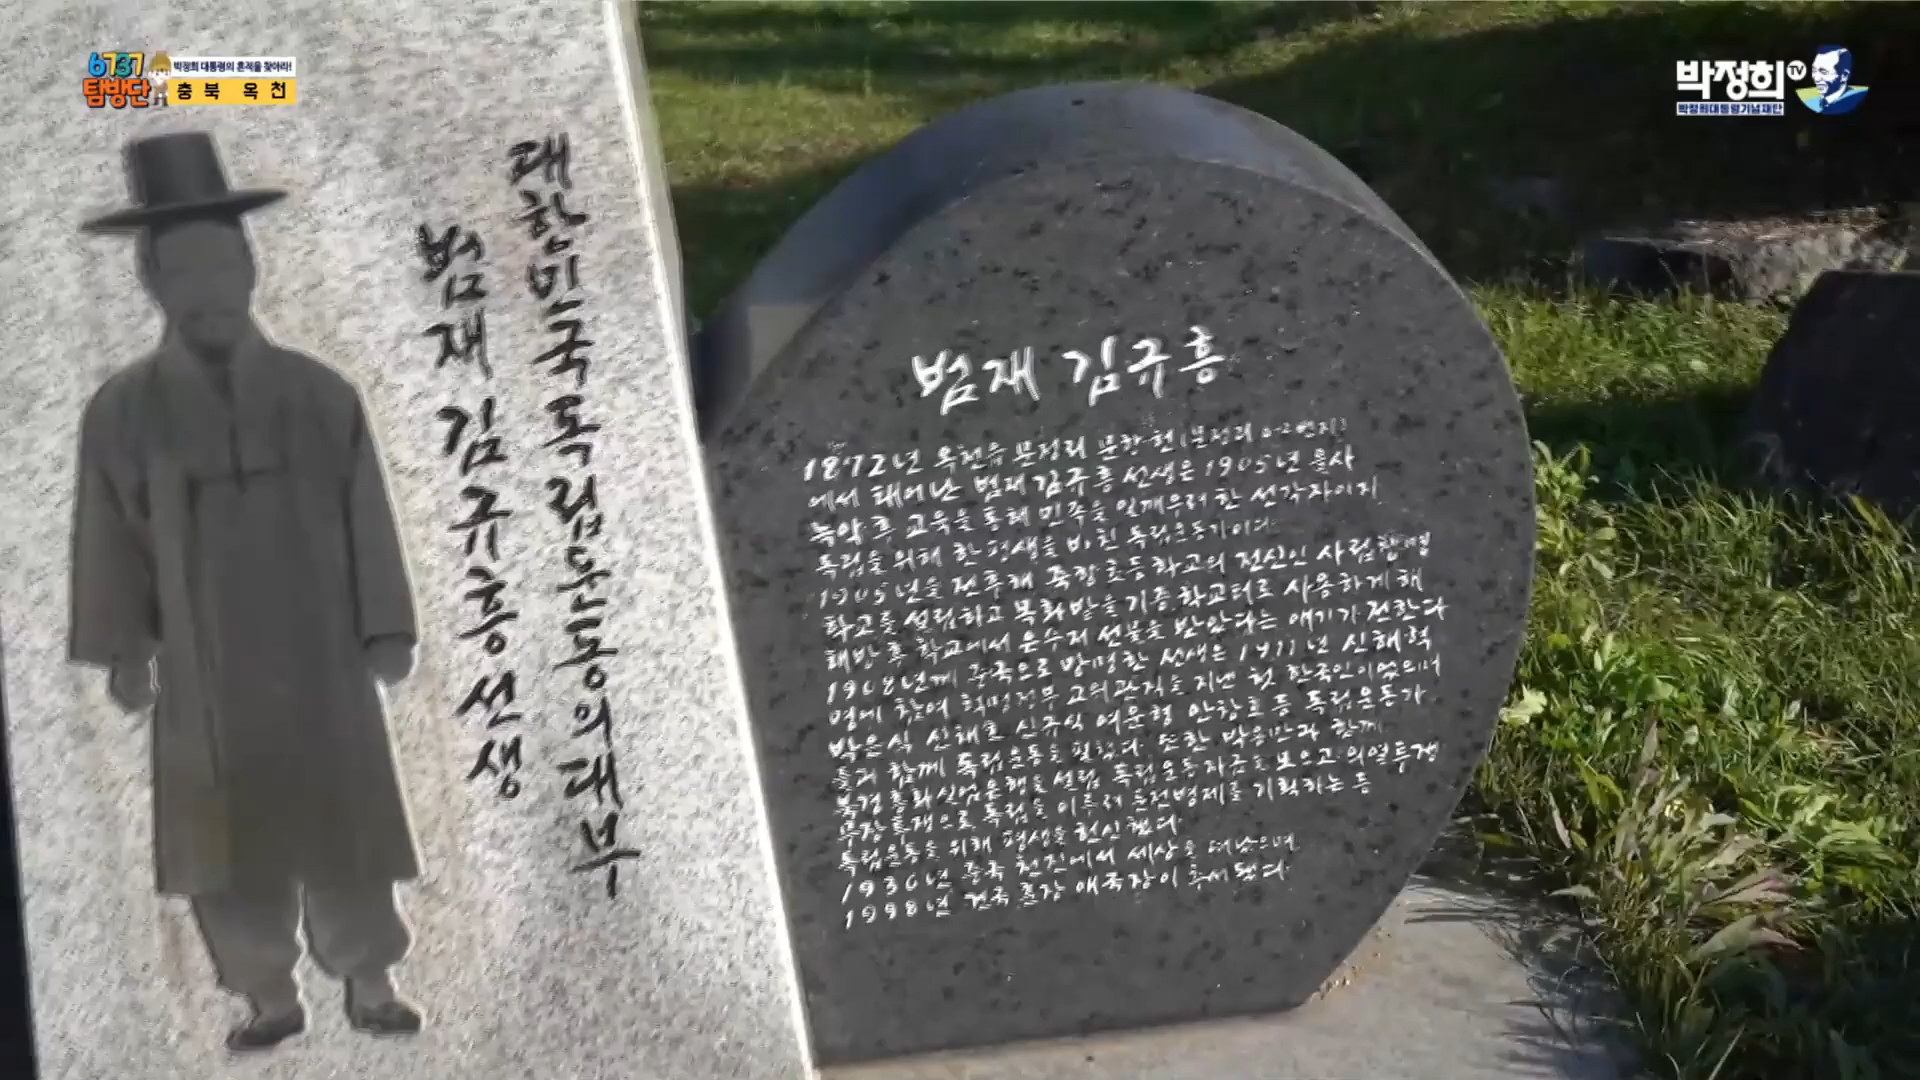 6737
탐방단
박정희 대통령의 흔적을 찾아라!
충북 옥천
박정희TV
박정희대통령기념재단
대한민국 독립운동의 대부
범재 김규흥 선생
범재 김규흥
1872년 옥천읍 문정리 문향헌(문정리 6-2번지)
에서 태어난 범재 김규흥 선생은 1905년 을사
늑약 후 교육을 통해 민족을 일깨우려 한 선각자이자
독립을 위해 한평생을 바친 독립운동가이다.
1905년을 전후해 죽향초등학교의 전신인 사립창명
학교를 설립하고 목화밭을 기증 학교터로 사용하게 해
해방 후 학교에서 은수저 선물을 받았다는 얘기가 전한다
1908년께 중국으로 망명한 선생은 1911년 신해혁
명에 참여 혁명정부 고위관직을 지낸 첫 한국인이었으며
박은식 신채호 신규식 여운형 안창호 등 독립운동가
들과 함께 독립운동을 펼쳤다. 또한 박용만과 함께
북경 흥화실업은행을 설립 독립운동자금을 모으고 의열투쟁
무장투쟁으로 독립을 이루려 둔전병제를 기획하는 등
독립운동을 위해 평생을 헌신했다
1936년 중국 천진에서 세상을 떠났으며
1998년 건국훈장 애국장이 추서됐다.